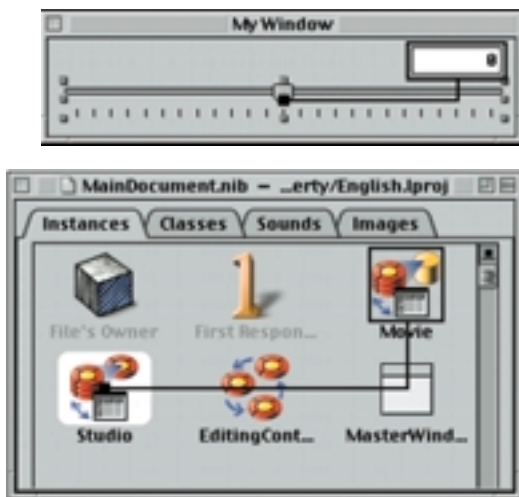 My Window
0
MainDocument.nib – ...erty/English.lproj
Instances Classes Sounds Images
File's Owner First Respon... Movie
Studio EditingCont... MasterWind...